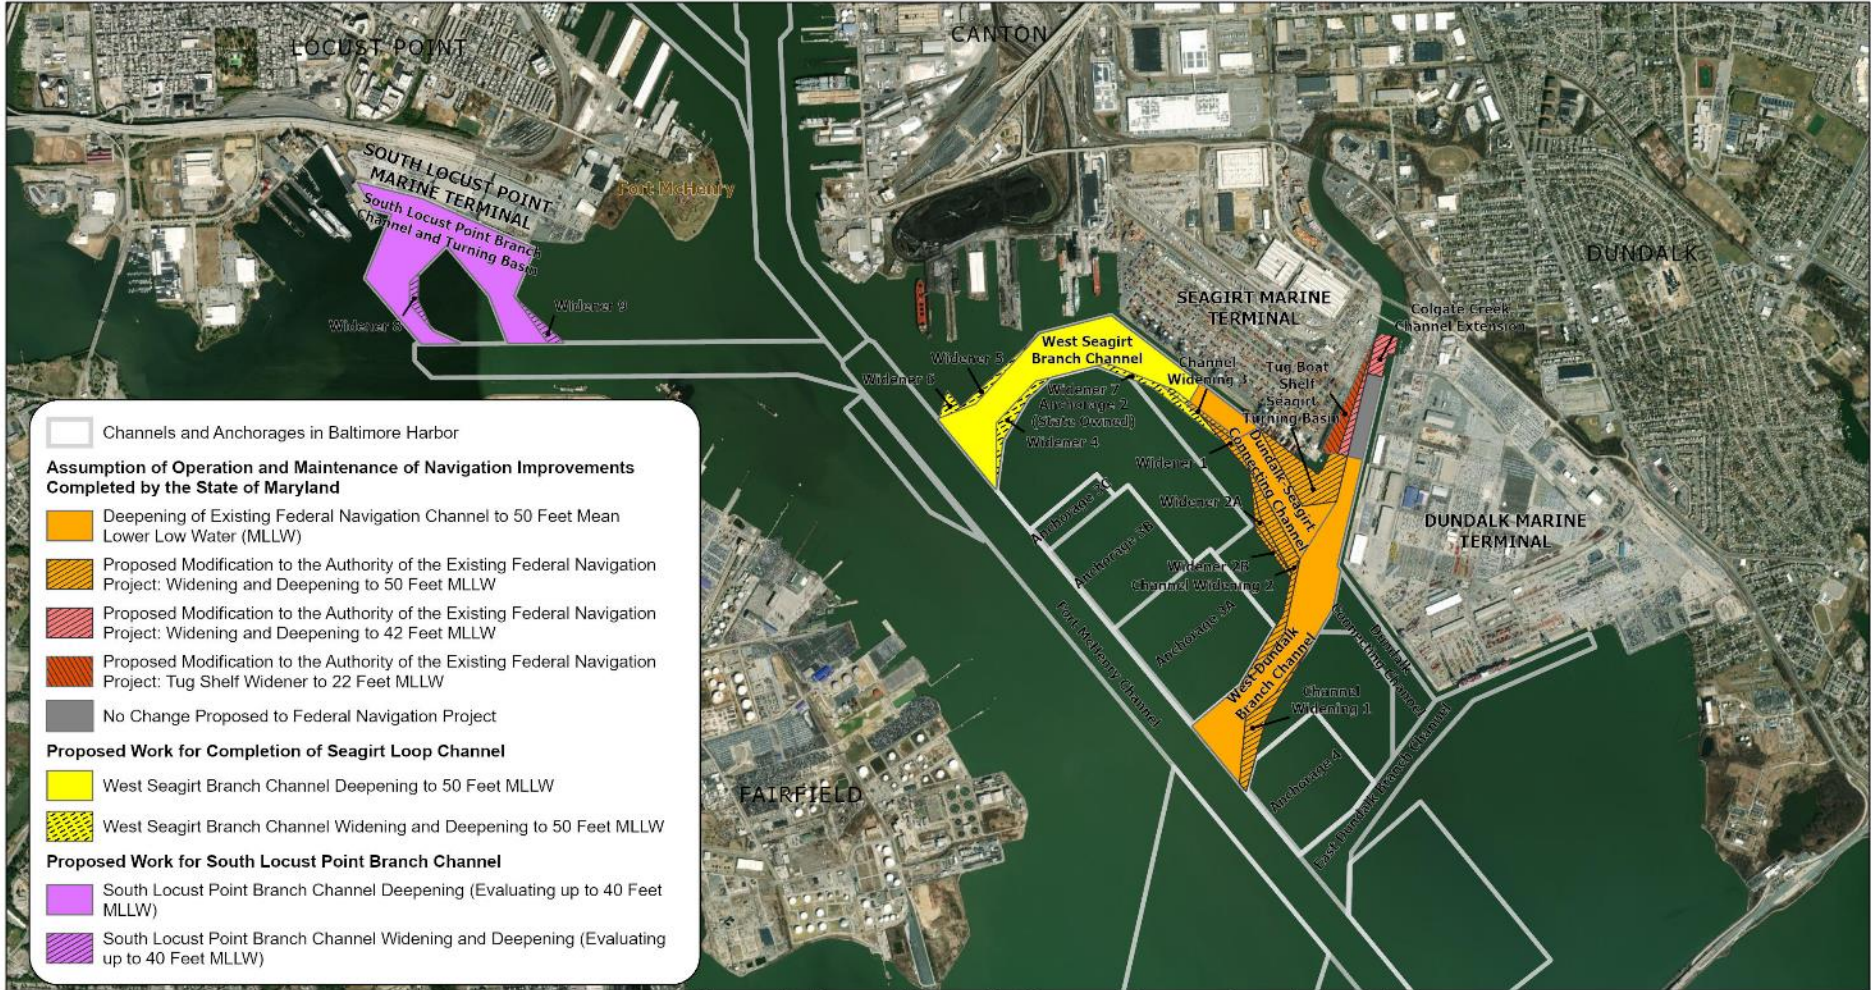 LOCUST POINT
CANTON
SOUTH LOCUST POINT
MARINE TERMINAL
South Locust Point Branch
Channel and Turning Basin
Fort McHenry
DUNDALK
Widener 8
Widener 9
SEAGIRT MARINE
TERMINAL
Colgate Creek
Channel Extension
West Seagirt
Branch Channel
Widener 5
Widener 6
Channel
Widening 3
Tug Boat
Shelf
Seagirt
Turning Basin
Widener 7
Anchorage 2
(State Owned)
Widener 4
Widener 1
Dundalk-Seagirt
Connecting Channel
Widener 2A
Anchorage 3C
Anchorage 3B
Widener 2B
Channel Widening 2
DUNDALK MARINE
TERMINAL
Anchorage 3A
Fort McHenry Channel
West Dundalk
Branch Channel
Dundalk
Connecting Channel
Channel
Widening 1
Anchorage 4
East Dundalk Branch Channel
FAIRFIELD
Channels and Anchorages in Baltimore Harbor
Assumption of Operation and Maintenance of Navigation Improvements
Completed by the State of Maryland
Deepening of Existing Federal Navigation Channel to 50 Feet Mean
Lower Low Water (MLLW)
Proposed Modification to the Authority of the Existing Federal Navigation
Project: Widening and Deepening to 50 Feet MLLW
Proposed Modification to the Authority of the Existing Federal Navigation
Project: Widening and Deepening to 42 Feet MLLW
Proposed Modification to the Authority of the Existing Federal Navigation
Project: Tug Shelf Widener to 22 Feet MLLW
No Change Proposed to Federal Navigation Project
Proposed Work for Completion of Seagirt Loop Channel
West Seagirt Branch Channel Deepening to 50 Feet MLLW
West Seagirt Branch Channel Widening and Deepening to 50 Feet MLLW
Proposed Work for South Locust Point Branch Channel
South Locust Point Branch Channel Deepening (Evaluating up to 40 Feet
MLLW)
South Locust Point Branch Channel Widening and Deepening (Evaluating
up to 40 Feet MLLW)